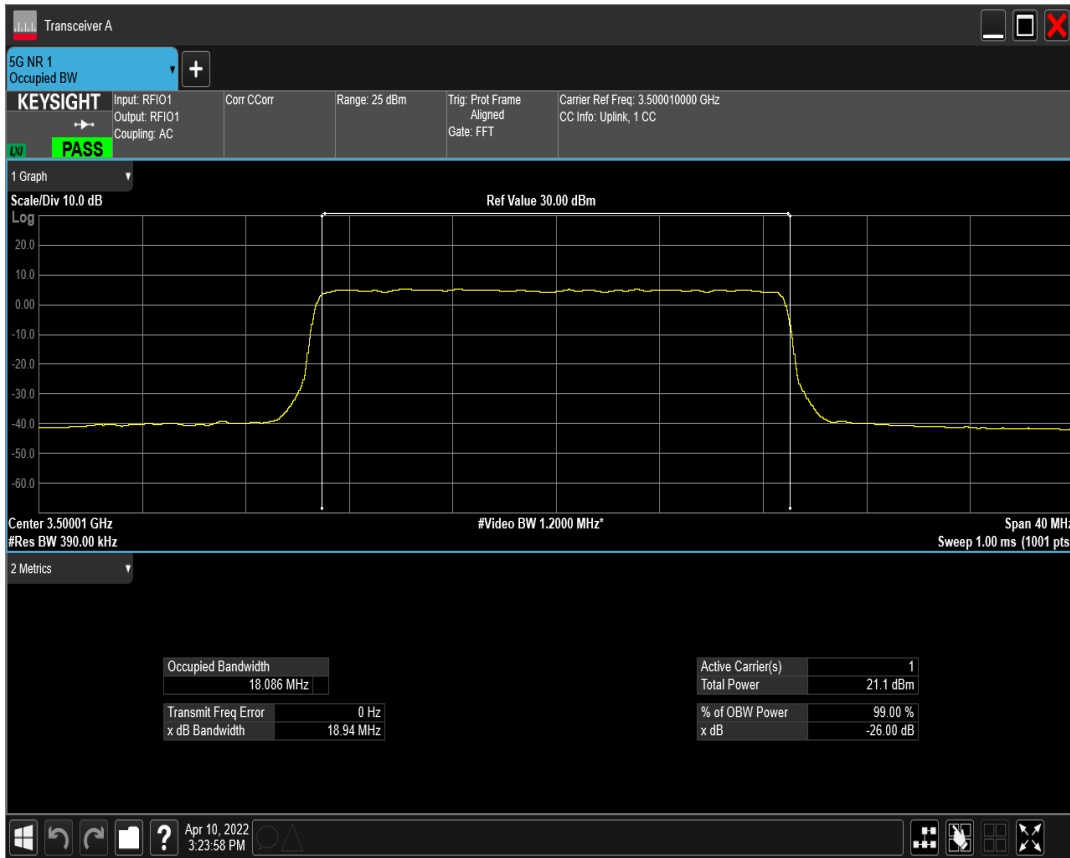 Transceiver A
5G NR 1
Occupied BW
+
KEYSIGHT
LXI
PASS
Input: RFIO1
Output: RFIO1
Coupling: AC
Corr CCorr
Range: 25 dBm
Trig: Prot Frame
Aligned
Gate: FFT
Carrier Ref Freq: 3.500010000 GHz
CC Info: Uplink, 1 CC
1 Graph
Scale/Div 10.0 dB
Ref Value 30.00 dBm
Log
20.0
10.0
0.00
-10.0
-20.0
-30.0
-40.0
-50.0
-60.0
Center 3.50001 GHz
#Video BW 1.2000 MHz*
Span 40 MHz
#Res BW 390.00 kHz
Sweep 1.00 ms (1001 pts
2 Metrics
Occupied Bandwidth
18.086 MHz
Transmit Freq Error 0 Hz
x dB Bandwidth 18.94 MHz
Active Carrier(s) 1
Total Power 21.1 dBm
% of OBW Power 99.00 %
x dB -26.00 dB
?
Apr 10, 2022
3:23:58 PM